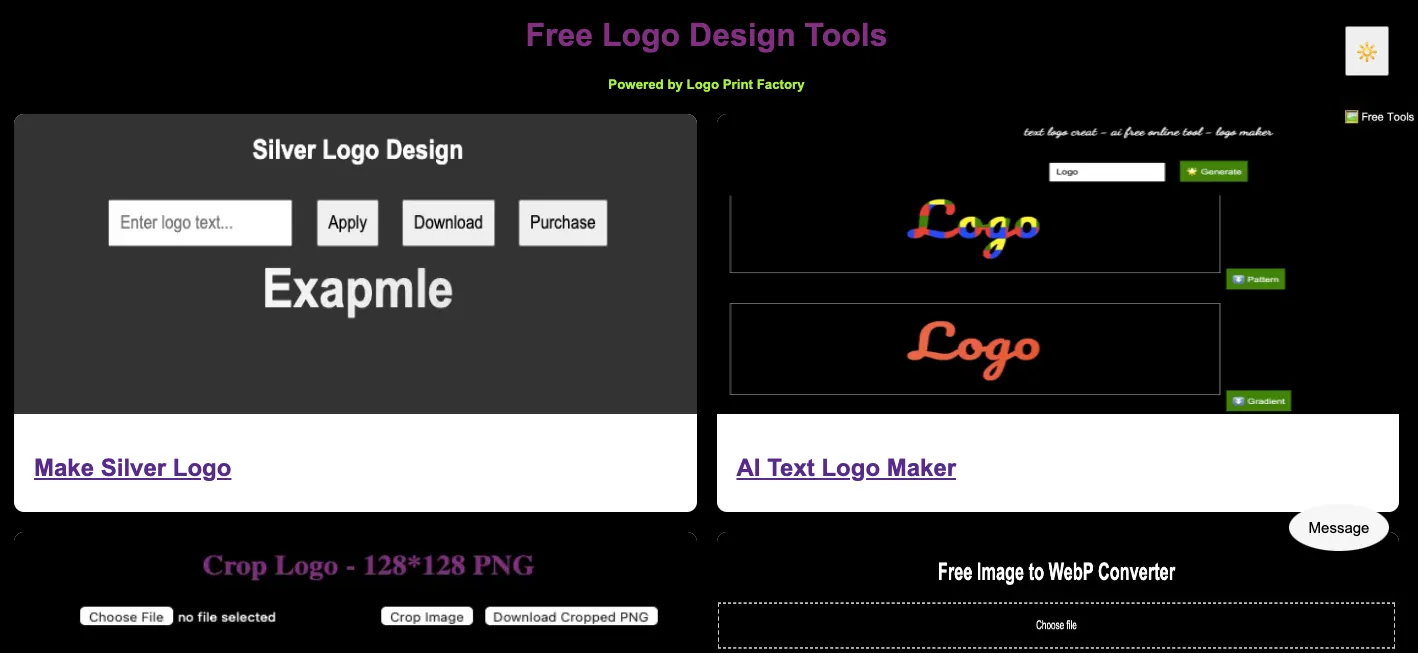 Free Logo Design Tools
Powered by Logo Print Factory
Free Tools
Silver Logo Design
Enter logo text...
Apply
Download
Purchase
Exapmle
Make Silver Logo
text logo creat - ai free online tool - logo maker
Logo
Generate
Logo
Pattern
Logo
Gradient
AI Text Logo Maker
Message
Crop Logo - 128*128 PNG
Choose File no file selected
Crop Image
Download Cropped PNG
Free Image to WebP Converter
Choose file